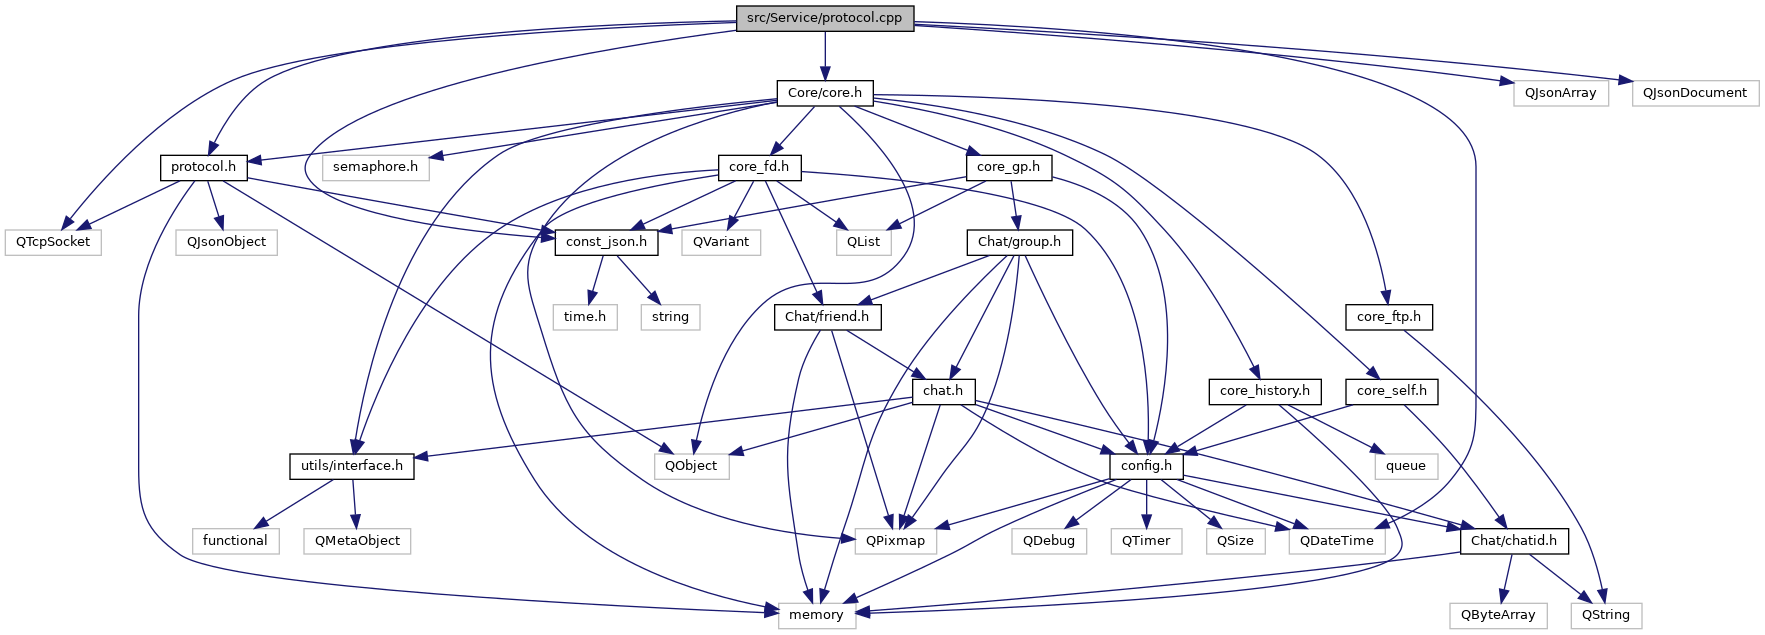 src/Service/protocol.cpp
Core/core.h
QJsonArray
QJsonDocument
protocol.h
semaphore.h
core_fd.h
core_gp.h
QTcpSocket
QJsonObject
const_json.h
QVariant
QList
Chat/group.h
time.h
string
Chat/friend.h
core_ftp.h
chat.h
core_history.h
core_self.h
utils/interface.h
QObject
config.h
queue
functional
QMetaObject
QPixmap
QDebug
QTimer
QSize
QDateTime
Chat/chatid.h
memory
QByteArray
QString